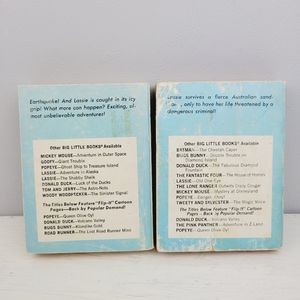 Earthquake! And Lassie is caught in its icy
grip! What more can happen? Exciting, al-
most unbelievable adventures!
Other BIG LITTLE BOOKS® Available
MICKEY MOUSE—Adventure in Outer Space
GOOFY—Giant Trouble
POPEYE—Ghost Ship to Treasure Island
LASSIE—Adventure in Alaska
LASSIE—The Shabby Sheik
DONALD DUCK—Luck of the Ducks
TOM AND JERRY—The Astro-Nots
WOODY WOODPECKER—The Sinister Signal
The Titles Below Feature "Flip-It" Cartoon
Pages—Back by Popular Demand!
POPEYE—Queen Olive Oyl
DONALD DUCK—Volcano Valley
BUGS BUNNY—Klondike Gold
ROAD RUNNER—The Lost Road Runner Mine
Lassie survives a fierce Australian sand-
only to have her life threatened by a
dangerous criminal!
Other BIG LITTLE BOOKS® Available
BATMAN—The Cheetah Caper
BUGS BUNNY—Double Trouble on
Diamond Island
DONALD DUCK—The Fabulous Diamond
Fountain
THE FANTASTIC FOUR—The House of Horrors
LASSIE—Old One-Eye
THE LONE RANGER Outwits Crazy Cougar
MICKEY MOUSE—Mystery at Dimmland
POPEYE—Danger, Ahoy!
TWEETY AND SYLVESTER—The Magic Voice
The Titles Below Feature "Flip-It" Cartoon
Pages—Back by Popular Demand!
DONALD DUCK—Volcano Valley
THE PINK PANTHER—Adventures in Z-Land
POPEYE—Queen Olive Oyl!